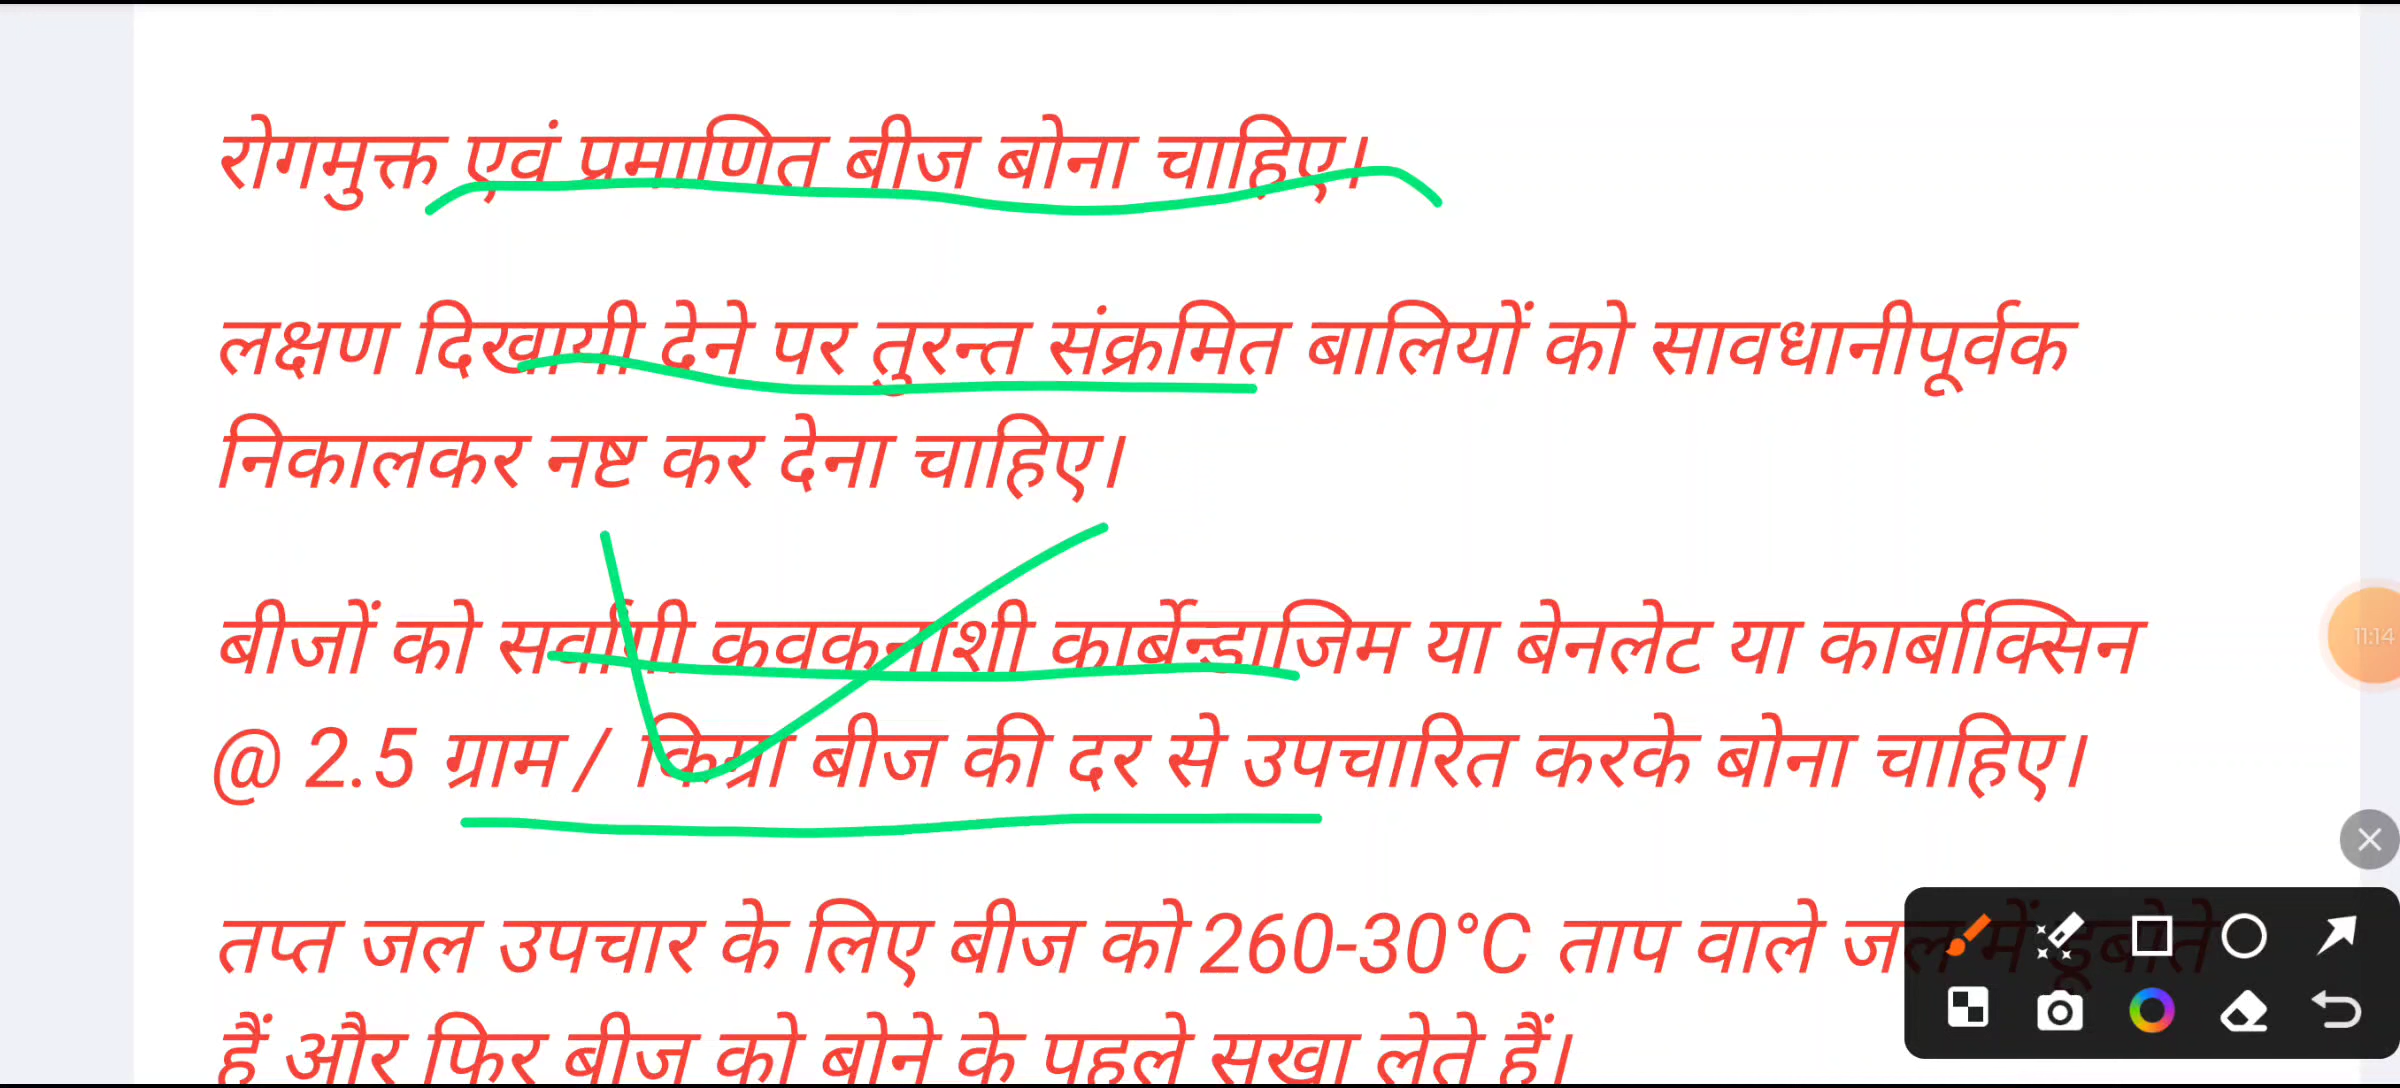 रोगमुक्त एवं प्रमाणित बीज बोना चाहिए।
लक्षण दिखायी देने पर तुरन्त संक्रमित बालियों को सावधानीपूर्वक
निकालकर नष्ट कर देना चाहिए।
बीजों को सर्वांगी कवकनाशी कार्बेन्डाजिम या बेनलेट या कार्बोक्सिन
@ 2.5 ग्राम / किग्रा बीज की दर से उपचारित करके बोना चाहिए।
तप्त जल उपचार के लिए बीज को 260-30°C ताप वाले जल में डुबोते
हैं और फिर बीज को बोने के पहले सुखा लेते हैं।
11:14